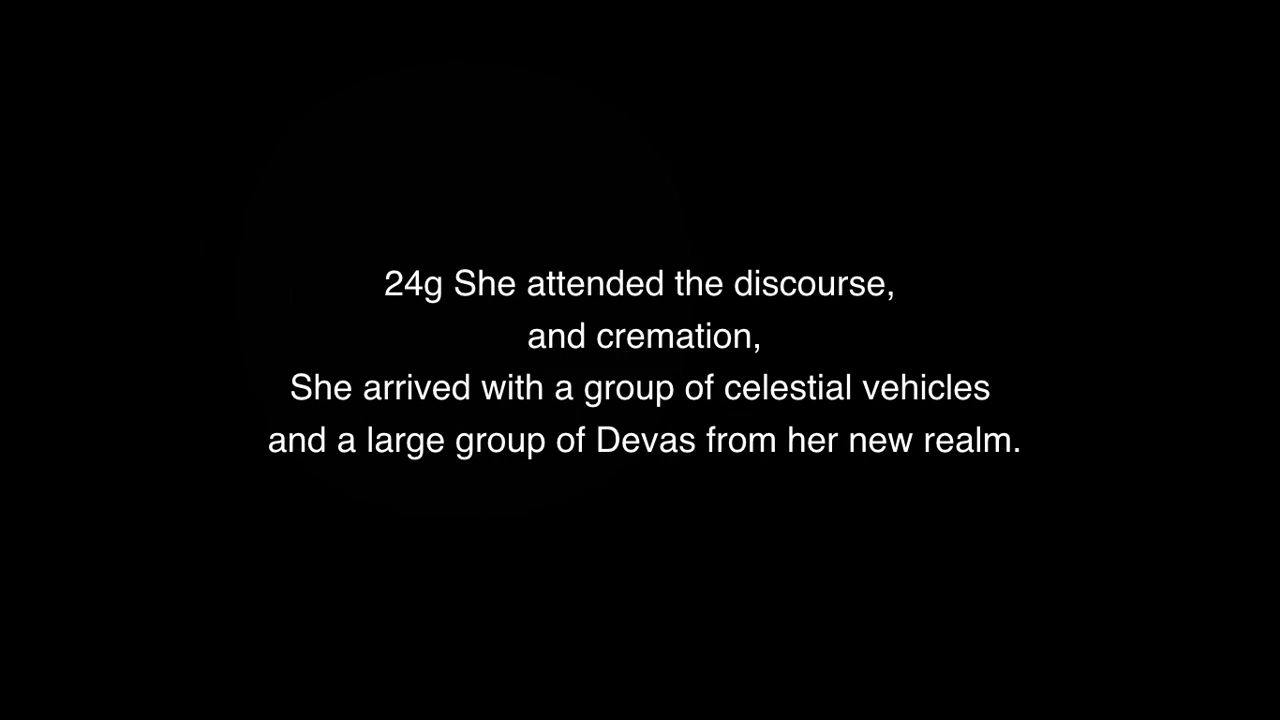 24g She attended the discourse,
and cremation,
She arrived with a group of celestial vehicles
and a large group of Devas from her new realm.